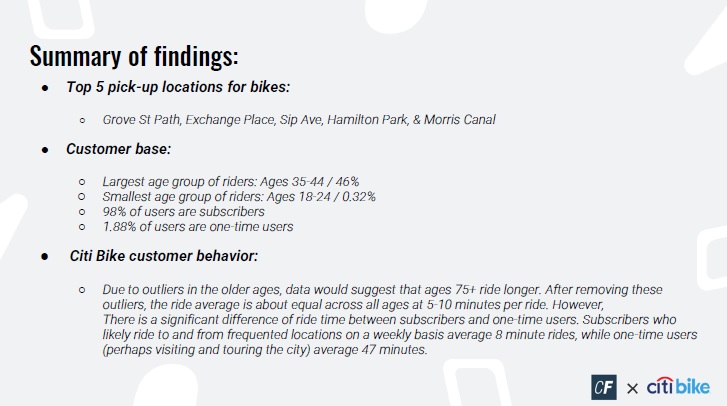 Summary of findings:
● Top 5 pick-up locations for bikes:
○ Grove St Path, Exchange Place, Sip Ave, Hamilton Park, & Morris Canal
● Customer base:
○ Largest age group of riders: Ages 35-44 / 46%
○ Smallest age group of riders: Ages 18-24 / 0.32%
○ 98% of users are subscribers
○ 1.88% of users are one-time users
● Citi Bike customer behavior:
○ Due to outliers in the older ages, data would suggest that ages 75+ ride longer. After removing these
outliers, the ride average is about equal across all ages at 5-10 minutes per ride. However,
There is a significant difference of ride time between subscribers and one-time users. Subscribers who
likely ride to and from frequented locations on a weekly basis average 8 minute rides, while one-time users
(perhaps visiting and touring the city) average 47 minutes.
CF × citi bike